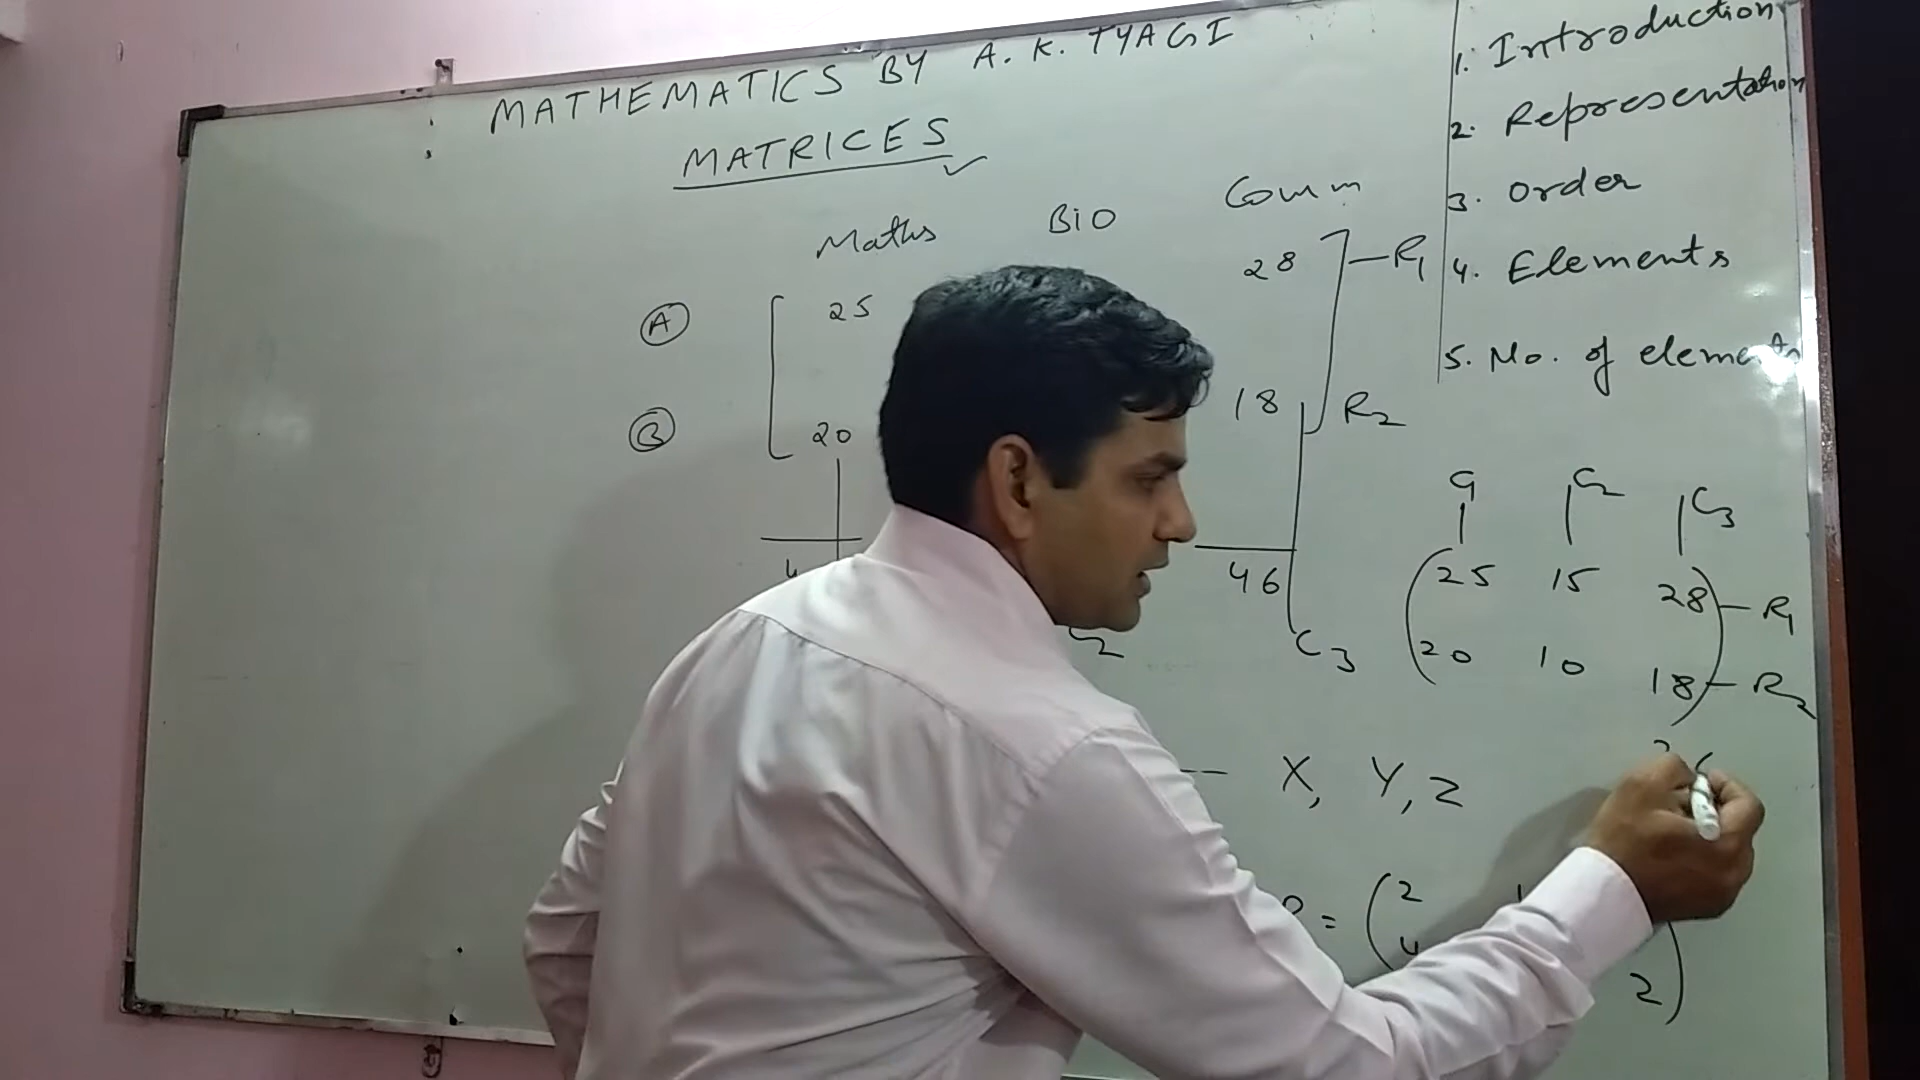 MATHEMATICS BY A. K. TYAGI
MATRICES
Maths BIO Comm
A 25 28 R1
B 20 18 R2
4 46
C3
1. Introduction
2. Representation
3. Order
4. Elements
5. No. of elements
C1 C2 C3
25 15 28 R1
20 10 18 R2
X, Y, Z
= 2
4 2